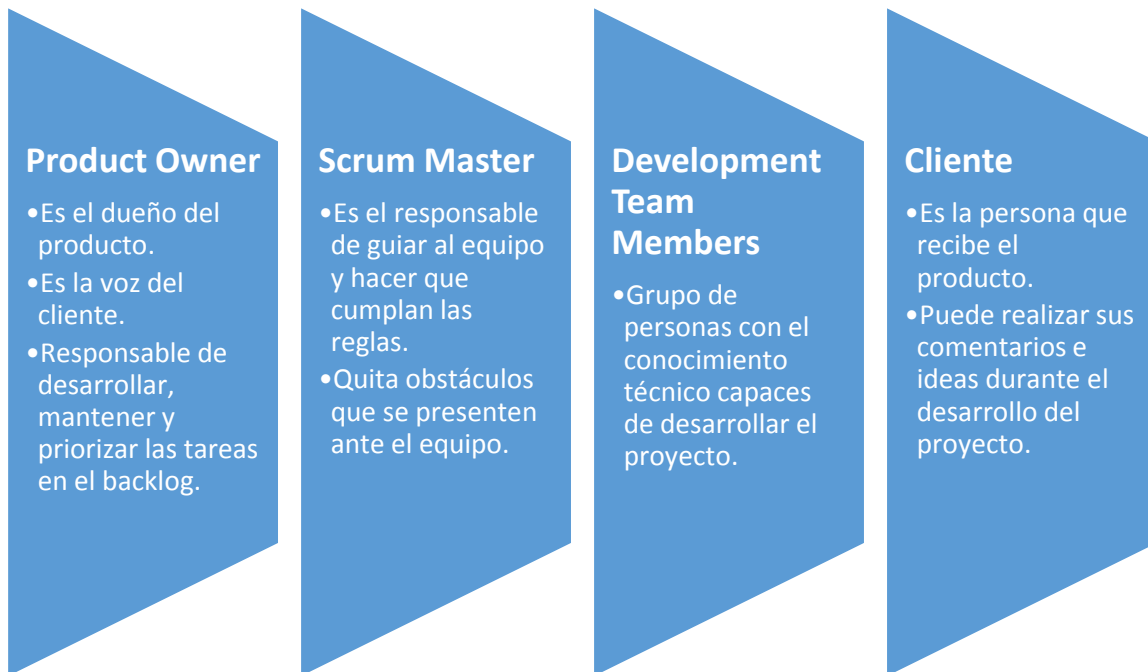 Product Owner
•Es el dueño del
producto.
•Es la voz del
cliente.
•Responsable de
desarrollar,
mantener y
priorizar las tareas
en el backlog.
Scrum Master
•Es el responsable
de guiar al equipo
y hacer que
cumplan las
reglas.
•Quita obstáculos
que se presenten
ante el equipo.
Development
Team
Members
•Grupo de
personas con el
conocimiento
técnico capaces
de desarrollar el
proyecto.
Cliente
•Es la persona que
recibe el
producto.
•Puede realizar sus
comentarios e
ideas durante el
desarrollo del
proyecto.